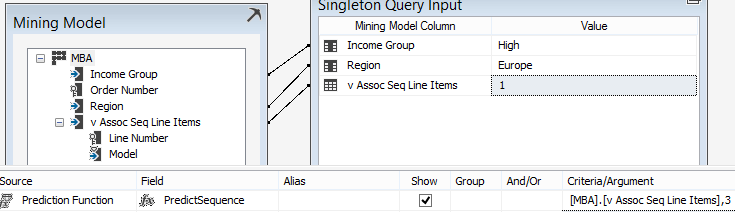 Mining Model
MBA
Income Group
Order Number
Region
v Assoc Seq Line Items
Line Number
Model
Singleton Query Input
Mining Model Column Value
Income Group High
Region Europe
v Assoc Seq Line Items 1
Source Field Alias Show Group And/Or Criteria/Argument
Prediction Function PredictSequence [MBA].[v Assoc Seq Line Items],3